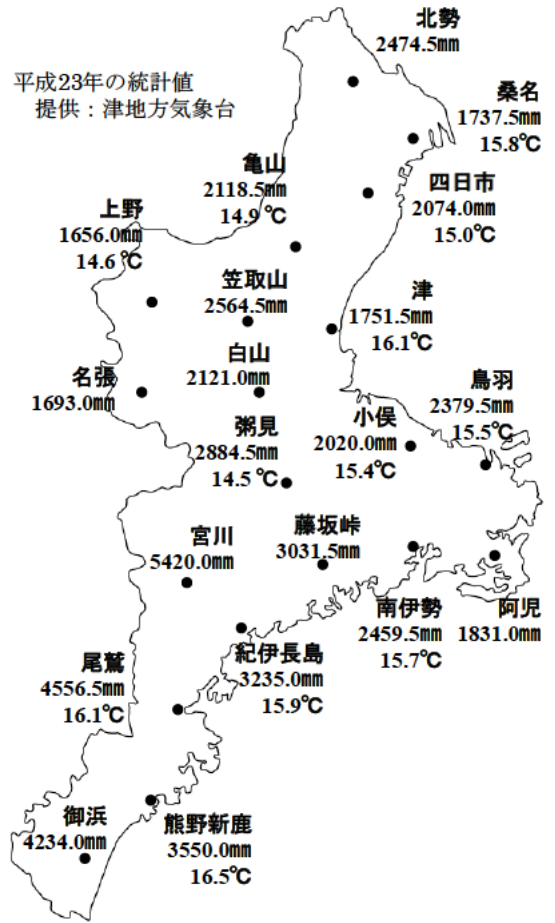 北勢
2474.5㎜
平成23年の統計値
提供：津地方気象台
桑名
1737.5㎜
15.8℃
亀山
2118.5㎜
14.9℃
四日市
2074.0㎜
15.0℃
上野
1656.0㎜
14.6℃
笠取山
2564.5㎜
津
1751.5㎜
16.1℃
名張
1693.0㎜
白山
2121.0㎜
鳥羽
2379.5㎜
15.5℃
小俣
2020.0㎜
15.4℃
粥見
2884.5㎜
14.5℃
宮川
5420.0㎜
藤坂峠
3031.5㎜
南伊勢
2459.5㎜
15.7℃
阿児
1831.0㎜
紀伊長島
3235.0㎜
15.9℃
尾鷲
4556.5㎜
16.1℃
御浜
4234.0㎜
熊野新鹿
3550.0㎜
16.5℃